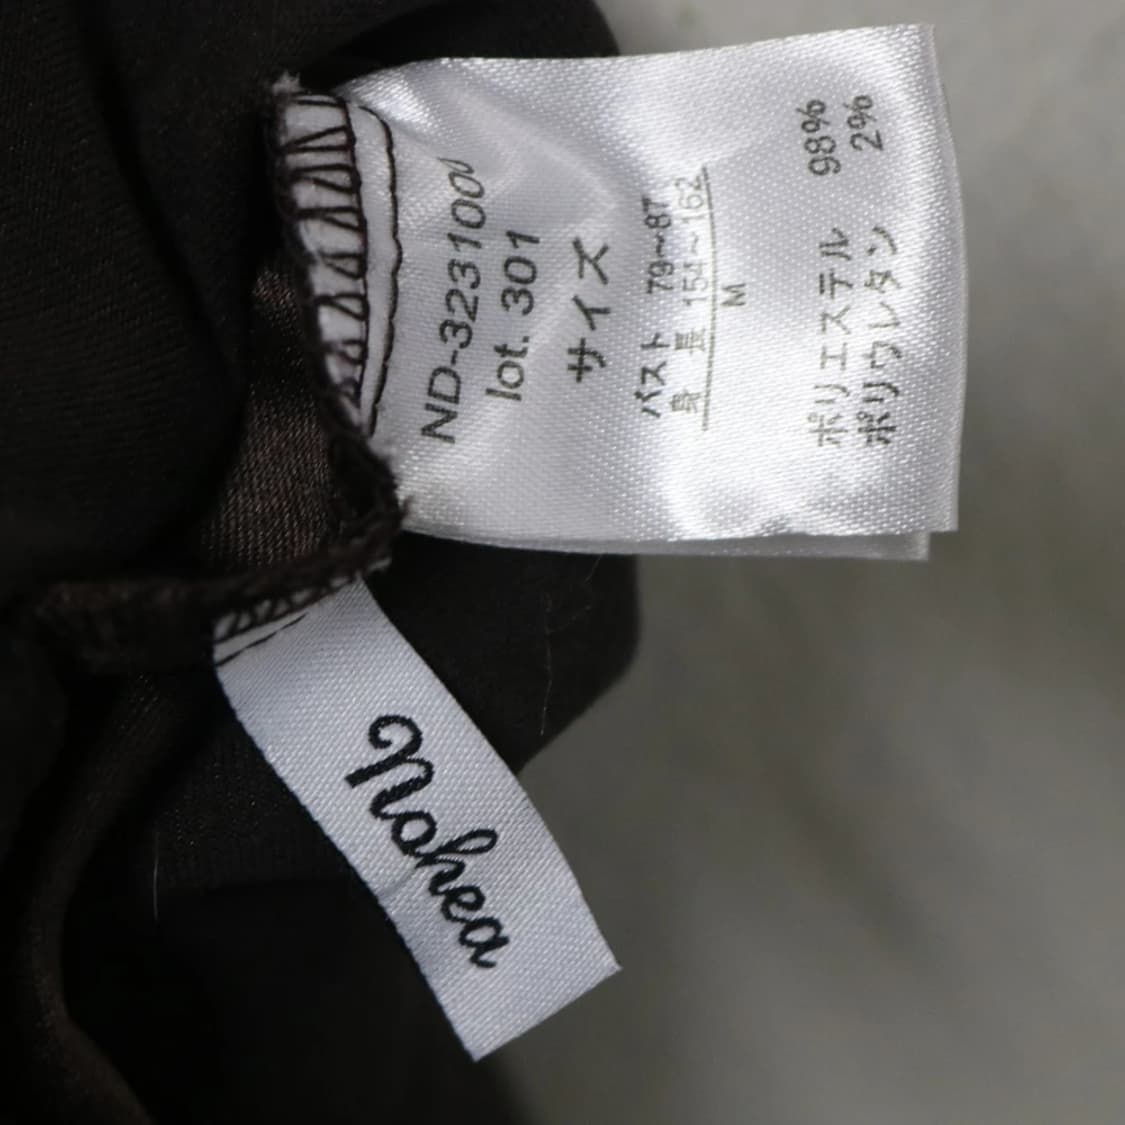 ND-323100
lot. 301
サイズ
バスト 79~87
身 長 154~162
M
ポリエステル 98%
ポリウレタン 2%
Nohea